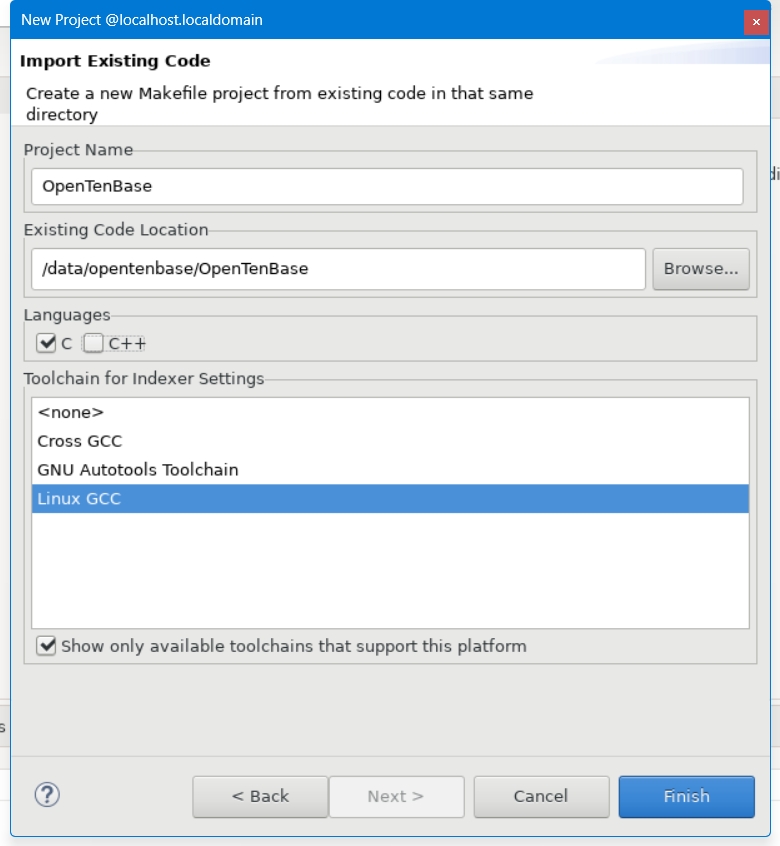 New Project @localhost.localdomain
×
Import Existing Code
Create a new Makefile project from existing code in that same
directory
Project Name
OpenTenBase
di
Existing Code Location
/data/opentenbase/OpenTenBase
Browse...
Languages
C
C++
Toolchain for Indexer Settings
<none>
Cross GCC
GNU Autotools Toolchain
Linux GCC
Show only available toolchains that support this platform
s
?
< Back
Next >
Cancel
Finish